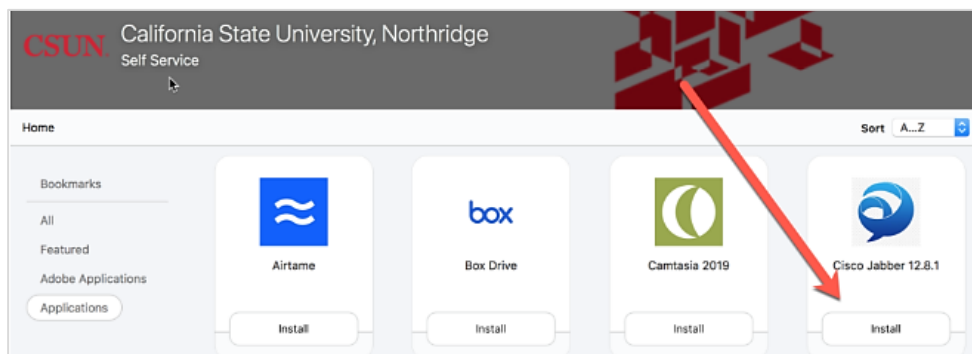 CSUN.
California State University, Northridge
Self Service
Home
Sort A...Z
Bookmarks
All
Featured
Adobe Applications
Applications
box
Airtame
Box Drive
Camtasia 2019
Cisco Jabber 12.8.1
Install
Install
Install
Install